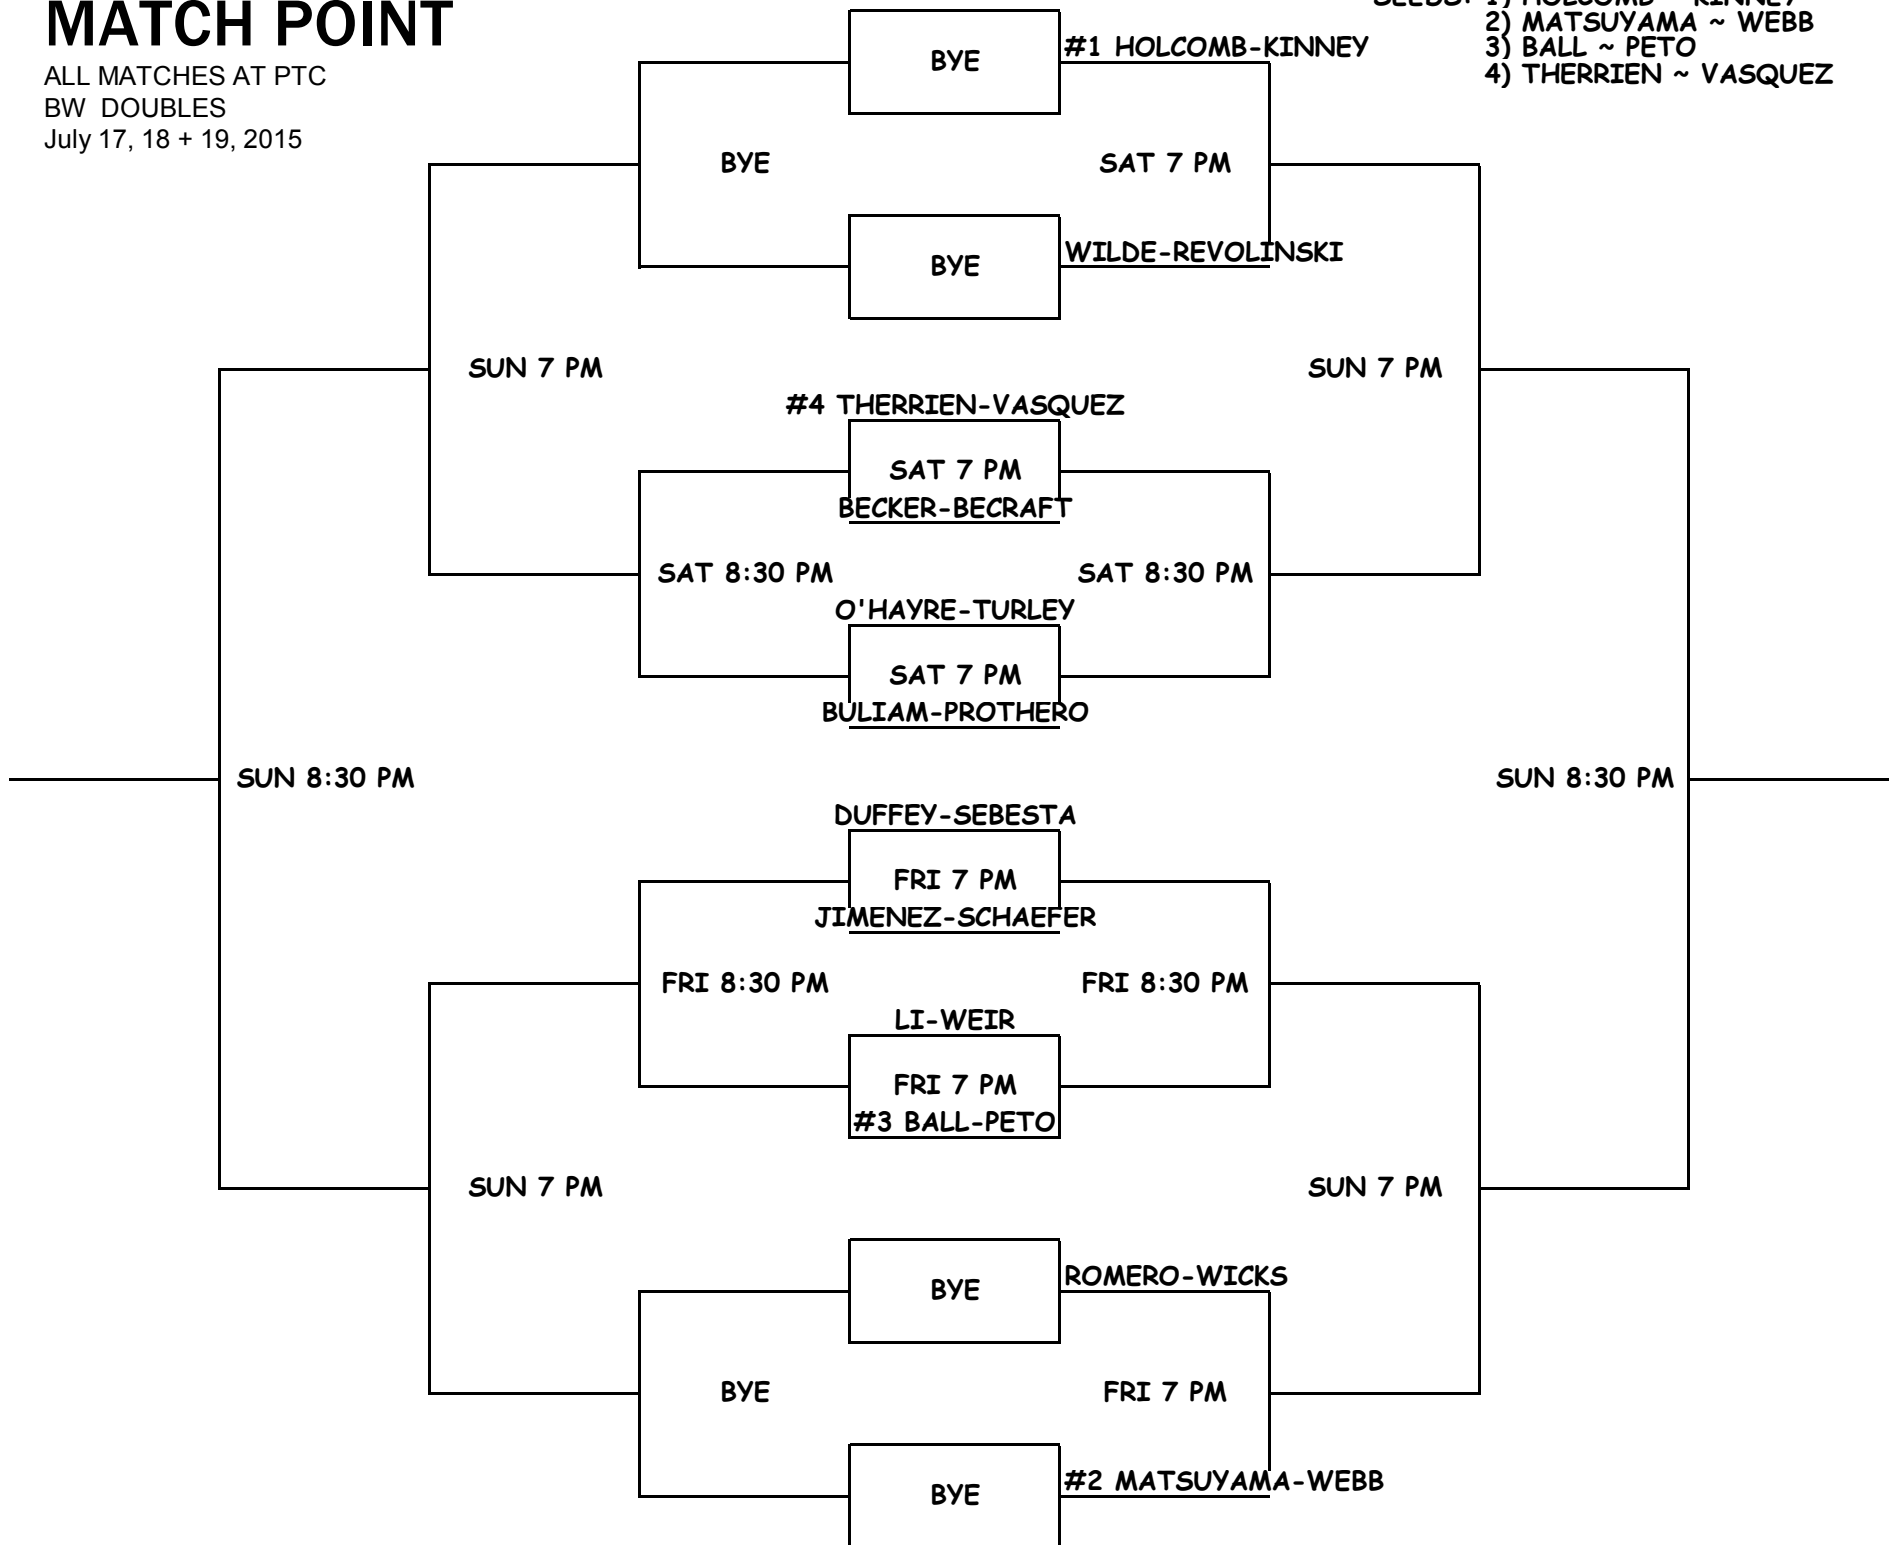 MATCH POINT
SEEDS: 1) HOLCOMB ~ KINNEY
2) MATSUYAMA ~ WEBB
3) BALL ~ PETO
4) THERRIEN ~ VASQUEZ
ALL MATCHES AT PTC
BW DOUBLES
July 17, 18 + 19, 2015
BYE
#1 HOLCOMB-KINNEY
BYE
SAT 7 PM
BYE
WILDE-REVOLINSKI
SUN 7 PM
SUN 7 PM
#4 THERRIEN-VASQUEZ
SAT 7 PM
BECKER-BECRAFT
SAT 8:30 PM
SAT 8:30 PM
O'HAYRE-TURLEY
SAT 7 PM
BULIAM-PROTHERO
SUN 8:30 PM
SUN 8:30 PM
DUFFEY-SEBESTA
FRI 7 PM
JIMENEZ-SCHAEFER
FRI 8:30 PM
FRI 8:30 PM
LI-WEIR
FRI 7 PM
#3 BALL-PETO
SUN 7 PM
SUN 7 PM
BYE
ROMERO-WICKS
BYE
FRI 7 PM
BYE
#2 MATSUYAMA-WEBB